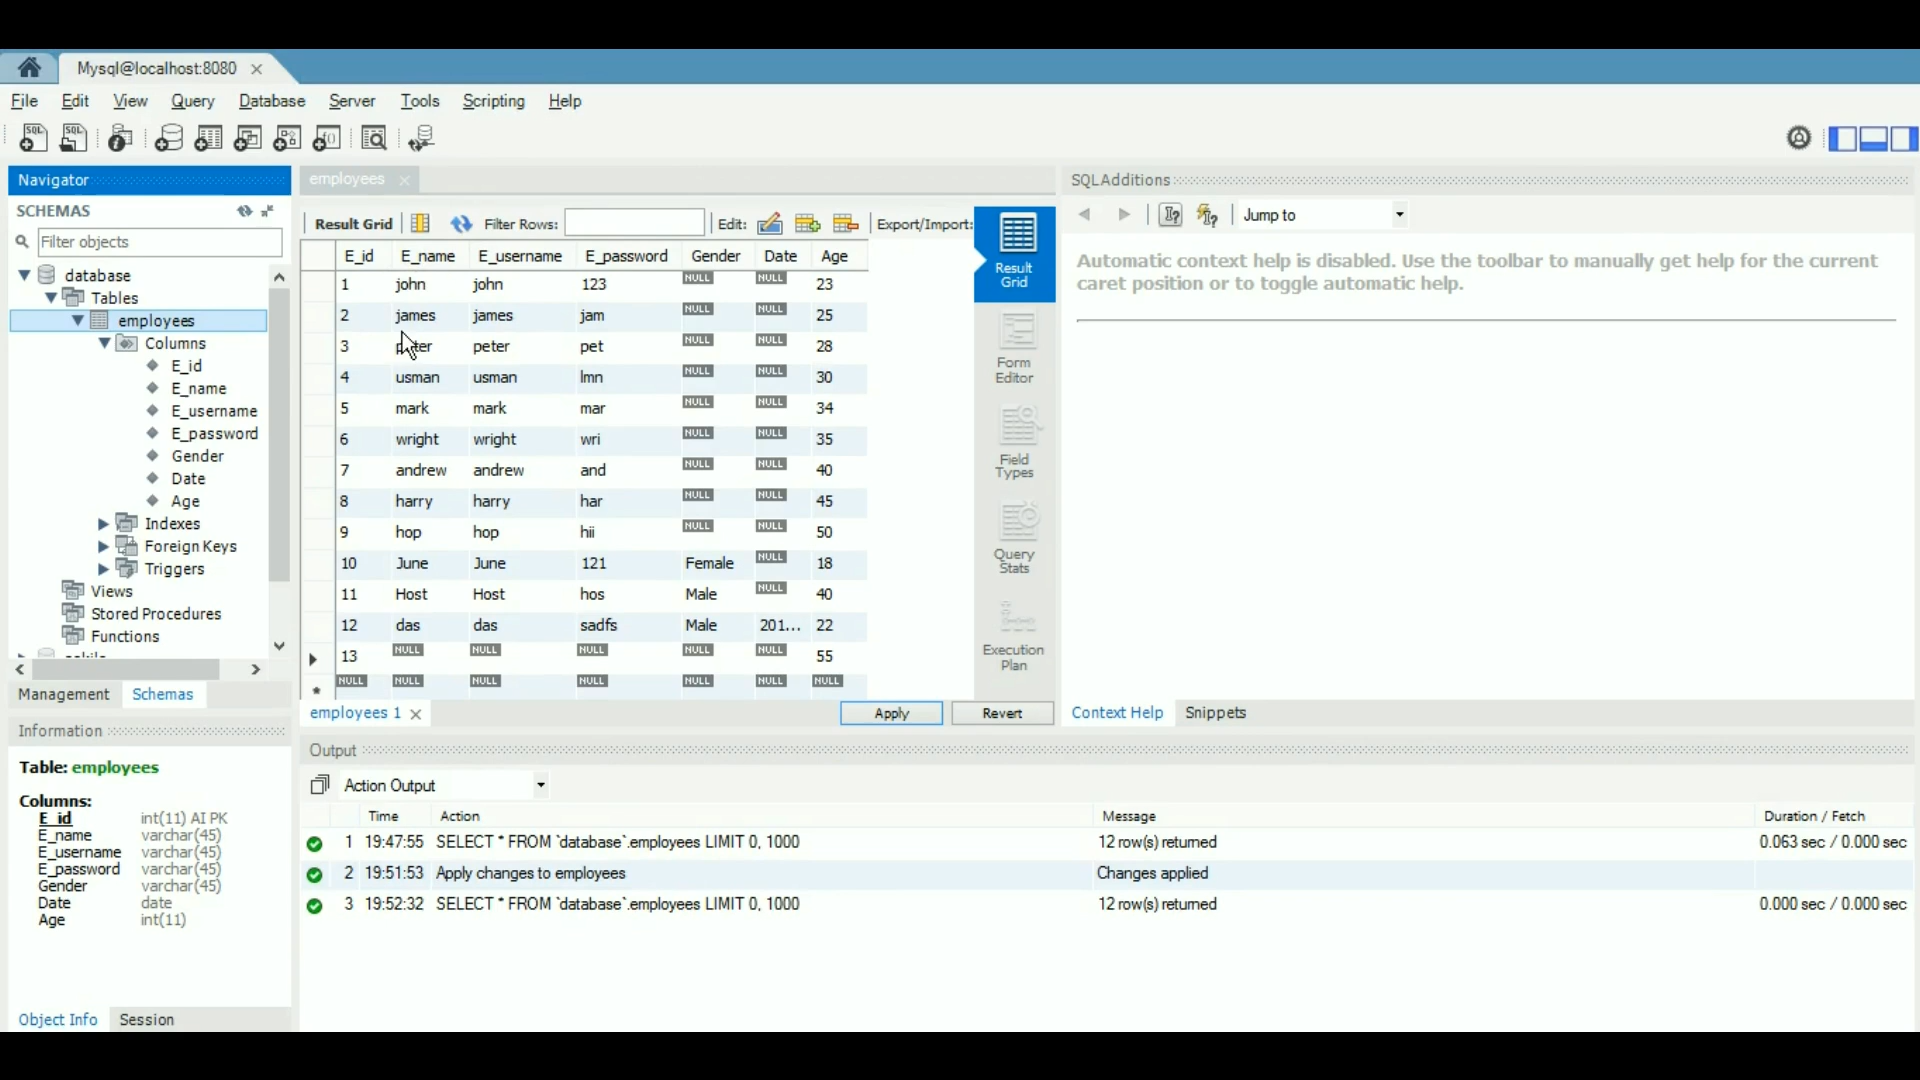 Mysql@localhost:8080
File Edit View Query Database Server Tools Scripting Help
Navigator
SCHEMAS
Filter objects
database
Tables
employees
Columns
E_id
E_name
E_username
E_password
Gender
Date
Age
Indexes
Foreign Keys
Triggers
Views
Stored Procedures
Functions
Management Schemas
Information
Table: employees
Columns:
E_id int(11) AI PK
E_name varchar(45)
E_username varchar(45)
E_password varchar(45)
Gender varchar(45)
Date date
Age int(11)
Object Info Session
employees
Result Grid Filter Rows: Edit: Export/Import:
E_id E_name E_username E_password Gender Date Age
1 john john 123 NULL NULL 23
2 james james jam NULL NULL 25
3 peter peter pet NULL NULL 28
4 usman usman lmn NULL NULL 30
5 mark mark mar NULL NULL 34
6 wright wright wri NULL NULL 35
7 andrew andrew and NULL NULL 40
8 harry harry har NULL NULL 45
9 hop hop hii NULL NULL 50
10 June June 121 Female NULL 18
11 Host Host hos Male NULL 40
12 das das sadfs Male 201... 22
13 NULL NULL NULL NULL NULL 55
NULL NULL NULL NULL NULL NULL NULL
employees 1 Apply Revert
Result
Grid
Form
Editor
Field
Types
Query
Stats
Execution
Plan
SQLAdditions
Jump to
Automatic context help is disabled. Use the toolbar to manually get help for the current
caret position or to toggle automatic help.
Context Help Snippets
Output
Action Output
Time Action Message Duration / Fetch
1 19:47:55 SELECT * FROM `database`.employees LIMIT 0, 1000 12 row(s) returned 0.063 sec / 0.000 sec
2 19:51:53 Apply changes to employees Changes applied
3 19:52:32 SELECT * FROM `database`.employees LIMIT 0, 1000 12 row(s) returned 0.000 sec / 0.000 sec